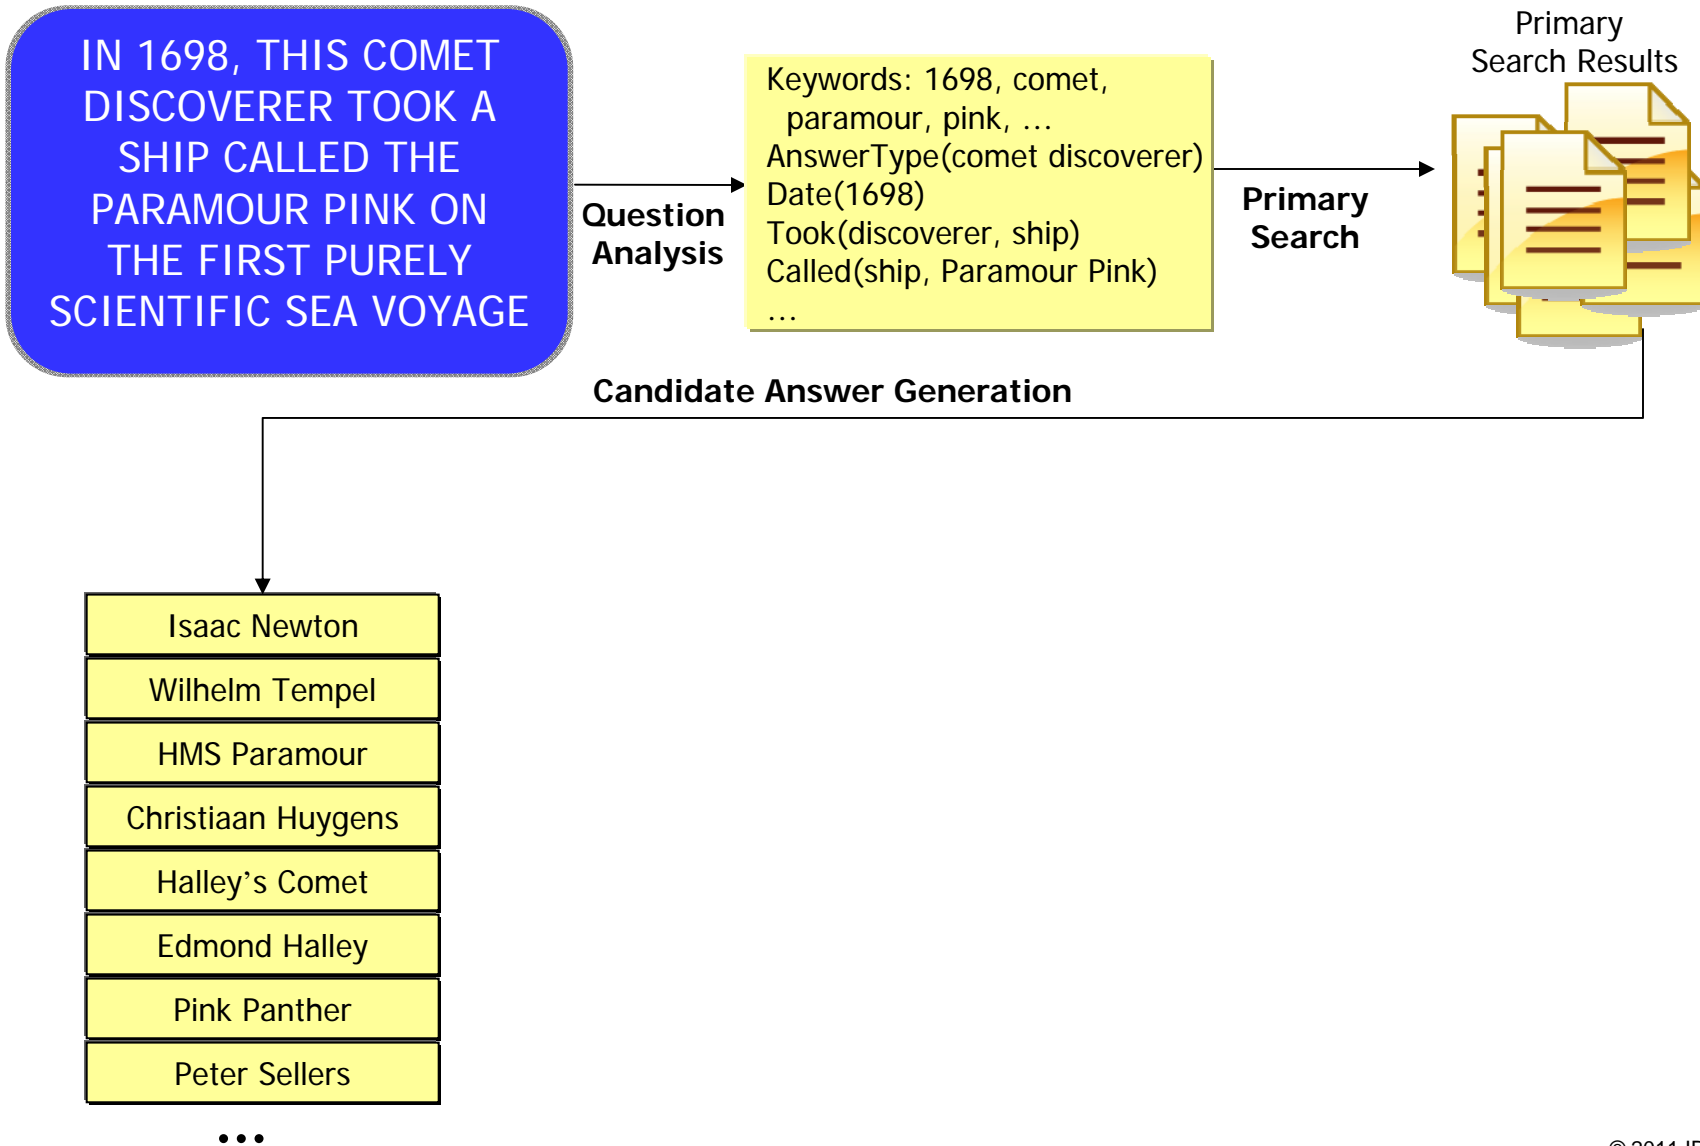 IN 1698, THIS COMET
DISCOVERER TOOK A
SHIP CALLED THE
PARAMOUR PINK ON
THE FIRST PURELY
SCIENTIFIC SEA VOYAGE
Question
Analysis
Keywords: 1698, comet,
paramour, pink, …
AnswerType(comet discoverer)
Date(1698)
Took(discoverer, ship)
Called(ship, Paramour Pink)
…
Primary
Search
Primary
Search Results
Candidate Answer Generation
Isaac Newton
Wilhelm Tempel
HMS Paramour
Christiaan Huygens
Halley’s Comet
Edmond Halley
Pink Panther
Peter Sellers
…
© 2011